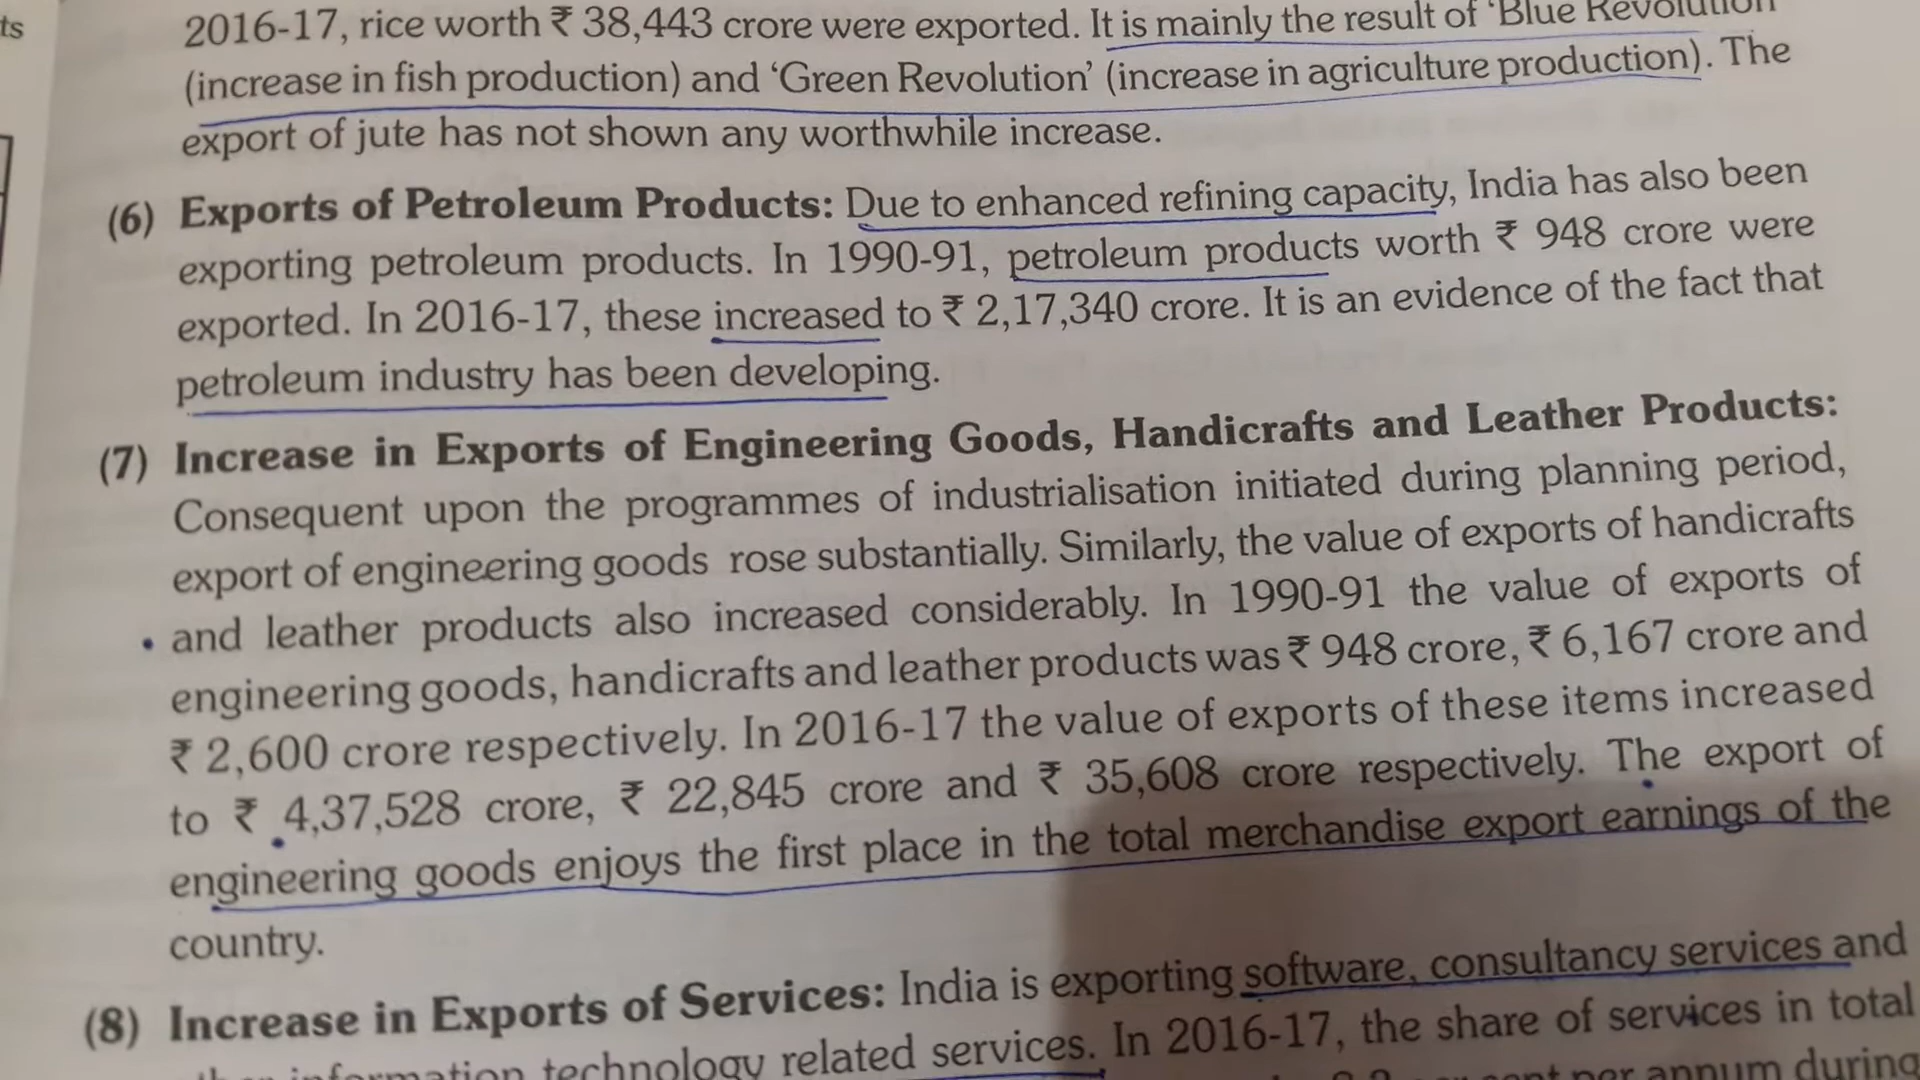 ts
2016-17, rice worth ₹ 38,443 crore were exported. It is mainly the result of 'Blue Revolution
(increase in fish production) and 'Green Revolution' (increase in agriculture production). The
export of jute has not shown any worthwhile increase.
(6) Exports of Petroleum Products: Due to enhanced refining capacity, India has also been
exporting petroleum products. In 1990-91, petroleum products worth ₹ 948 crore were
exported. In 2016-17, these increased to ₹ 2,17,340 crore. It is an evidence of the fact that
petroleum industry has been developing.
(7) Increase in Exports of Engineering Goods, Handicrafts and Leather Products:
Consequent upon the programmes of industrialisation initiated during planning period,
export of engineering goods rose substantially. Similarly, the value of exports of handicrafts
and leather products also increased considerably. In 1990-91 the value of exports of
engineering goods, handicrafts and leather products was ₹ 948 crore, ₹ 6,167 crore and
₹ 2,600 crore respectively. In 2016-17 the value of exports of these items increased
to ₹ 4,37,528 crore, ₹ 22,845 crore and ₹ 35,608 crore respectively. The export of
engineering goods enjoys the first place in the total merchandise export earnings of the
country.
(8) Increase in Exports of Services: India is exporting software, consultancy services and
information technology related services. In 2016-17, the share of services in total
cent per annum during